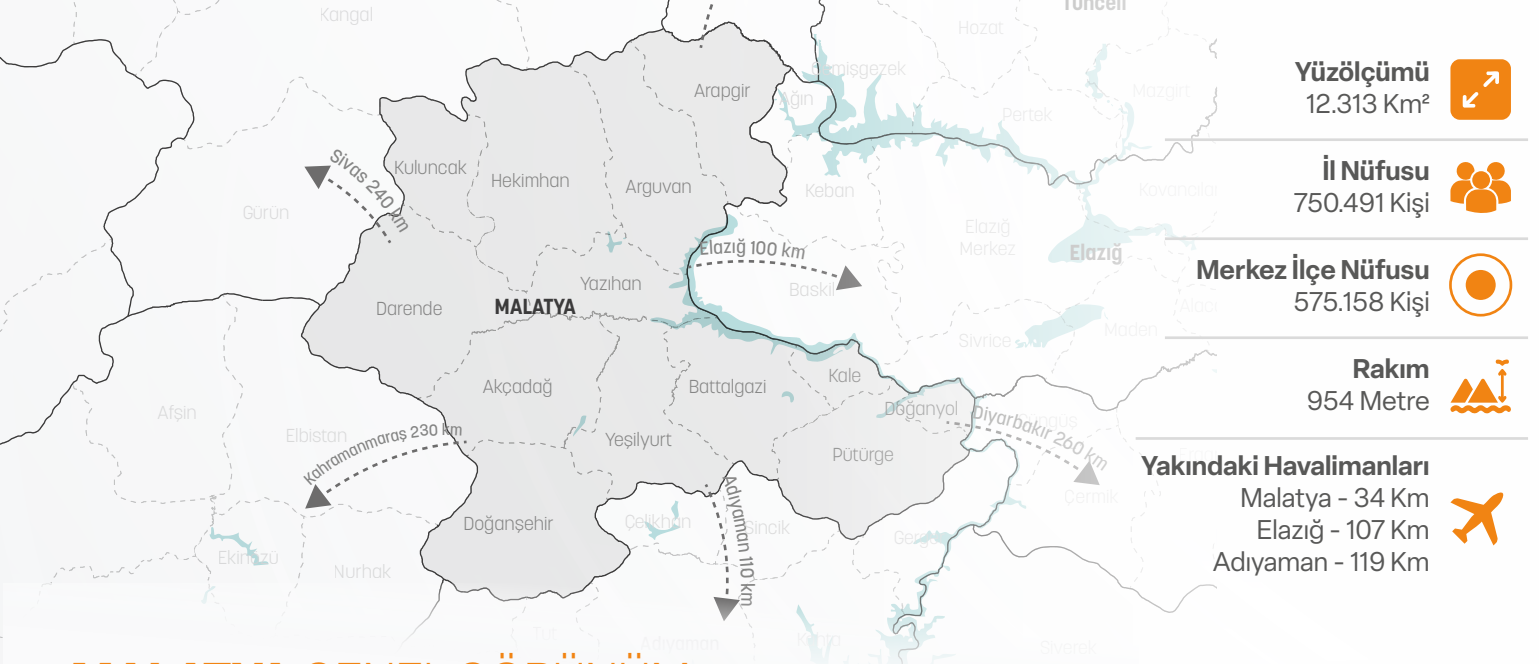 Kangal
Tunceli
Hozat
Arapgir
Ağın
Pertek
Mazgirt
Kuluncak
Hekimhan
Arguvan
Keban
Sivas 240 km
Gürün
Elazığ
Merkez
Elazığ
Elazığ 100 km
Baskil
Yazıhan
Darende
MALATYA
Sivrice
Maden
Akçadağ
Battalgazi
Kale
Doğanyol
Diyarbakır 260 km
Afşin
Elbistan
Kahramanmaraş 230 km
Yeşilyurt
Pütürge
Çermik
Doğanşehir
Çelikhan
Sincik
Adıyaman 110 km
Ekinözü
Nurhak
Tut
Adıyaman
Siverek
Yüzölçümü
12.313 Km²
İl Nüfusu
750.491 Kişi
Merkez İlçe Nüfusu
575.158 Kişi
Rakım
954 Metre
Yakındaki Havalimanları
Malatya - 34 Km
Elazığ - 107 Km
Adıyaman - 119 Km
MALATYA GENEL GÖRÜNÜM